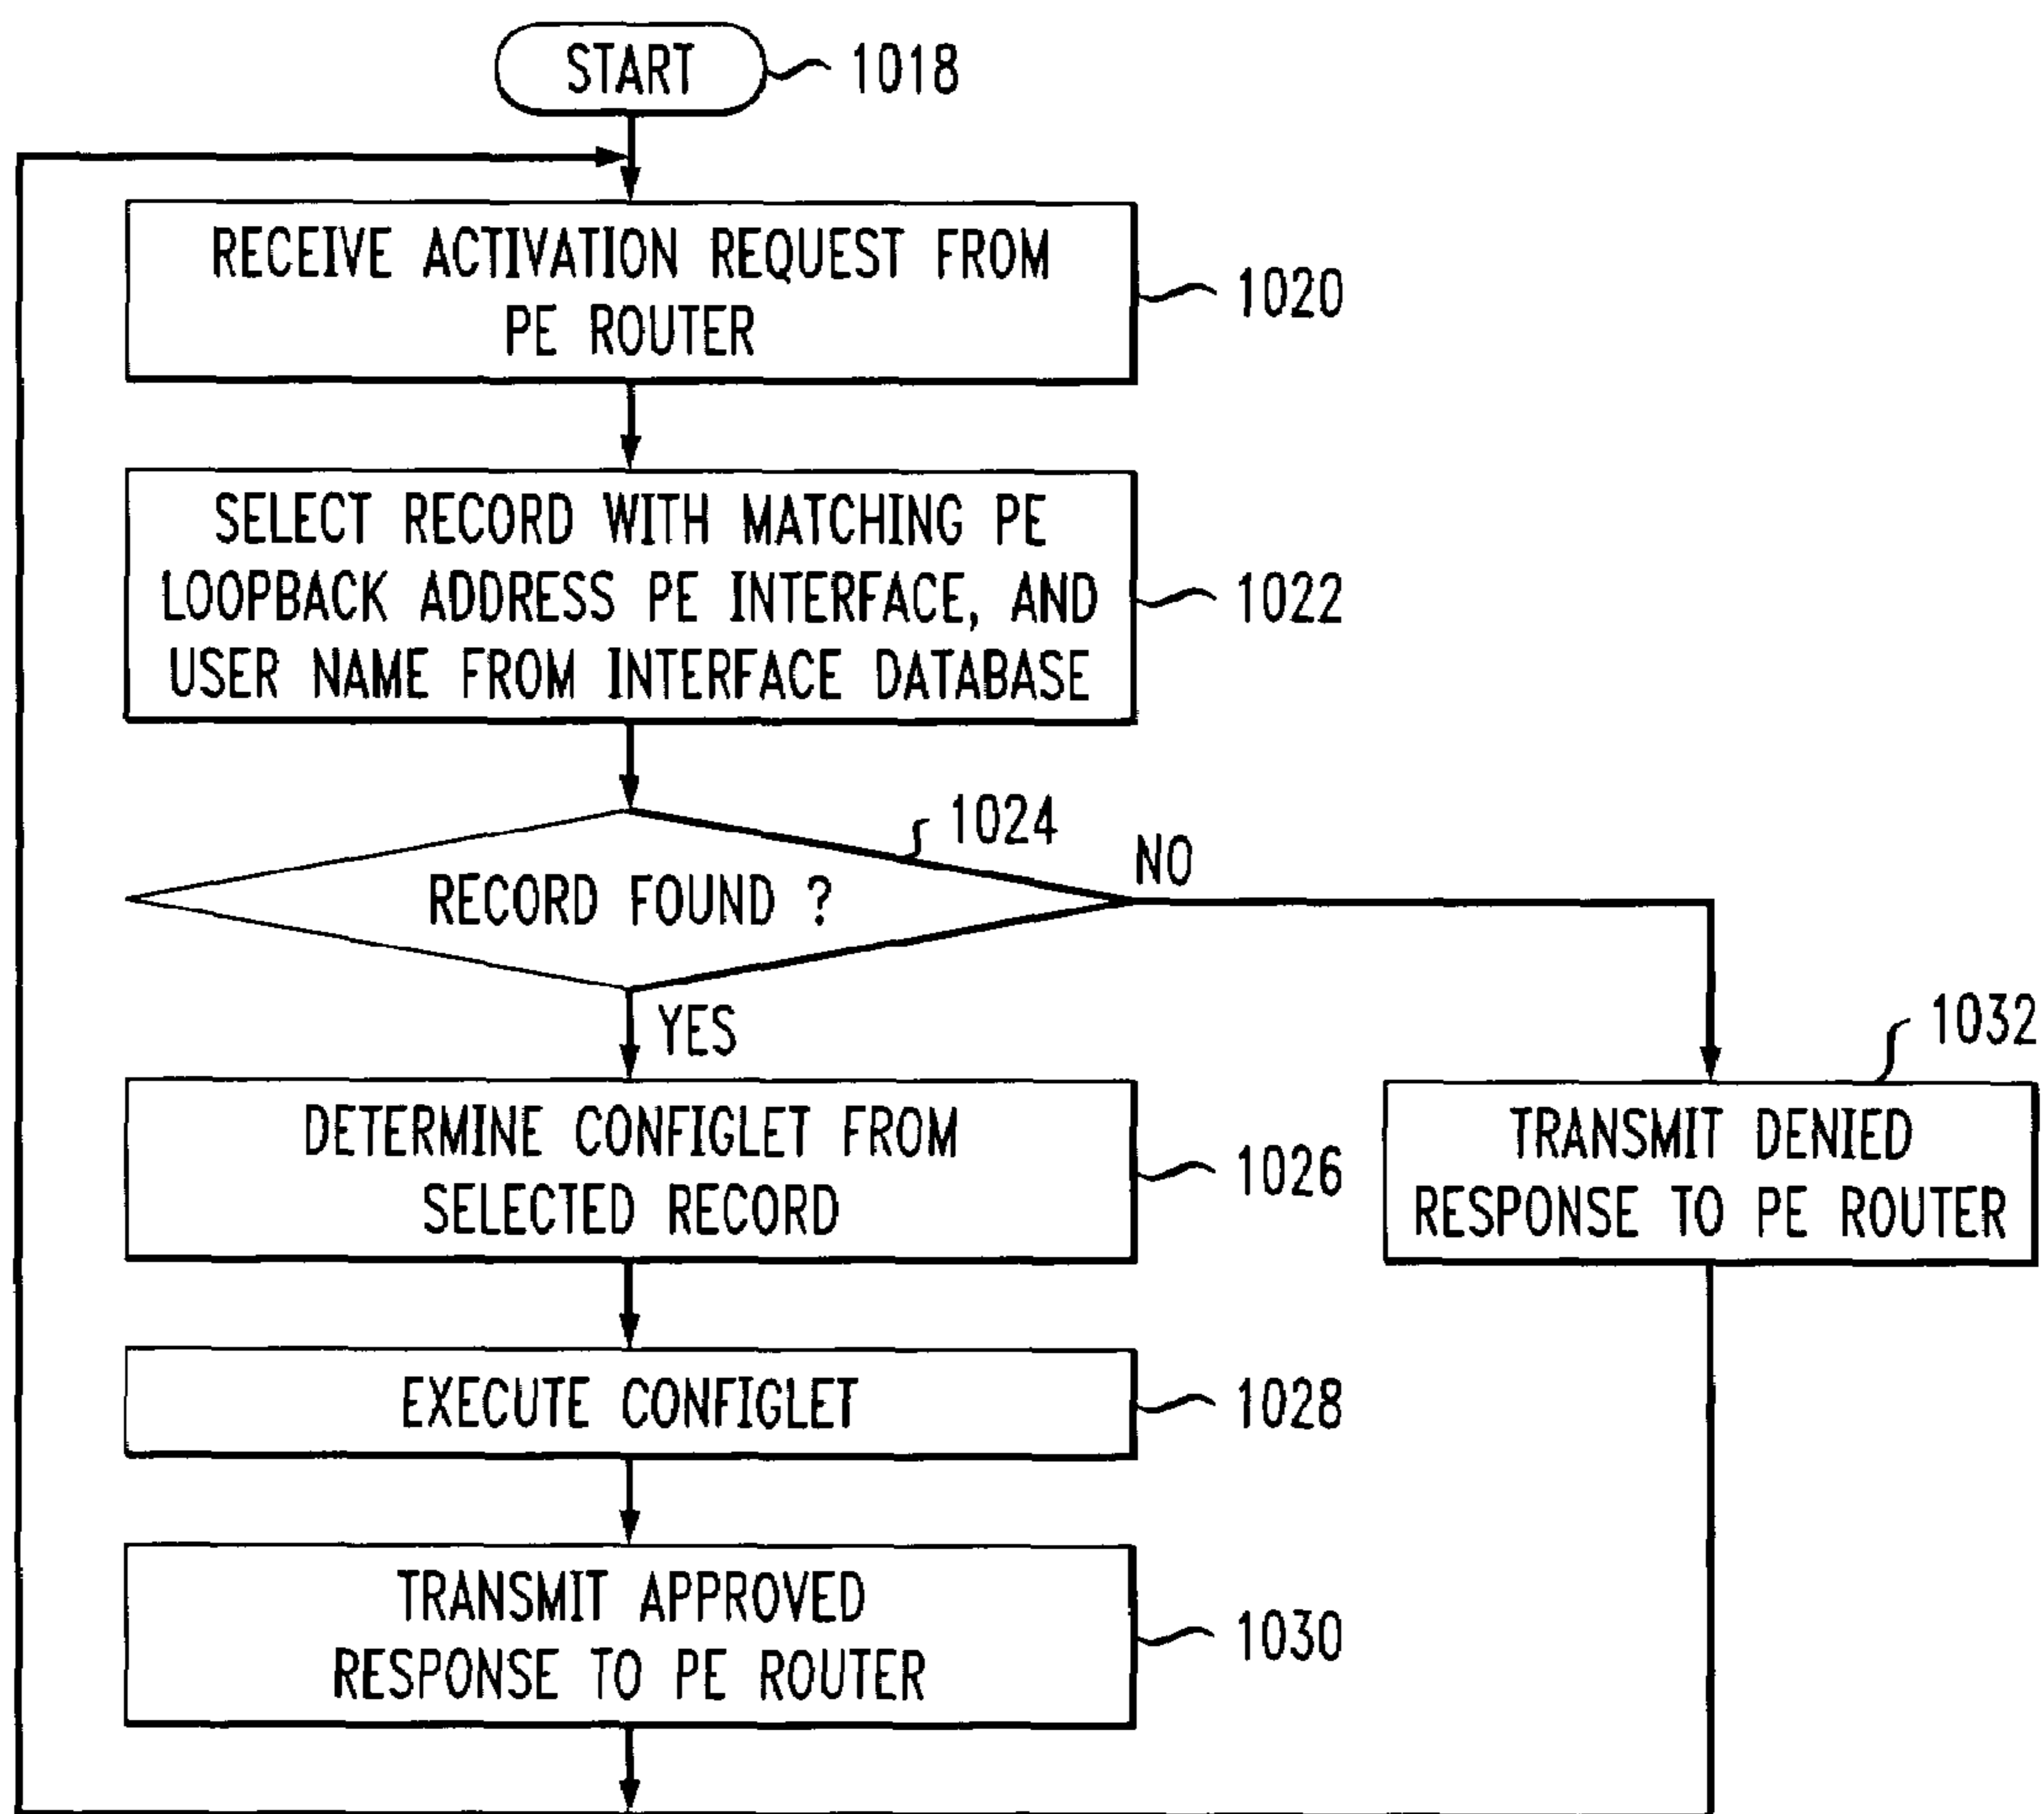 START
1018
RECEIVE ACTIVATION REQUEST FROM
PE ROUTER
1020
SELECT RECORD WITH MATCHING PE
LOOPBACK ADDRESS PE INTERFACE, AND
USER NAME FROM INTERFACE DATABASE
1022
1024
RECORD FOUND ?
NO
YES
DETERMINE CONFIGLET FROM
SELECTED RECORD
1026
1032
TRANSMIT DENIED
RESPONSE TO PE ROUTER
EXECUTE CONFIGLET
1028
TRANSMIT APPROVED
RESPONSE TO PE ROUTER
1030